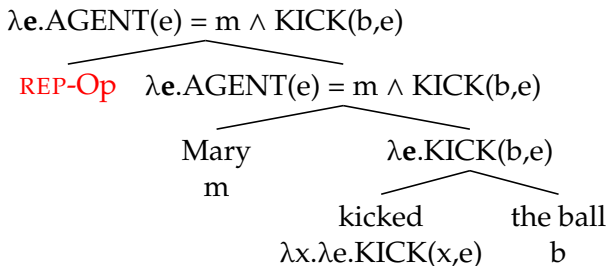 λe.AGENT(e) = m ∧ KICK(b,e)
REP-Op λe.AGENT(e) = m ∧ KICK(b,e)
Mary λe.KICK(b,e)
m
kicked the ball
λx.λe.KICK(x,e) b